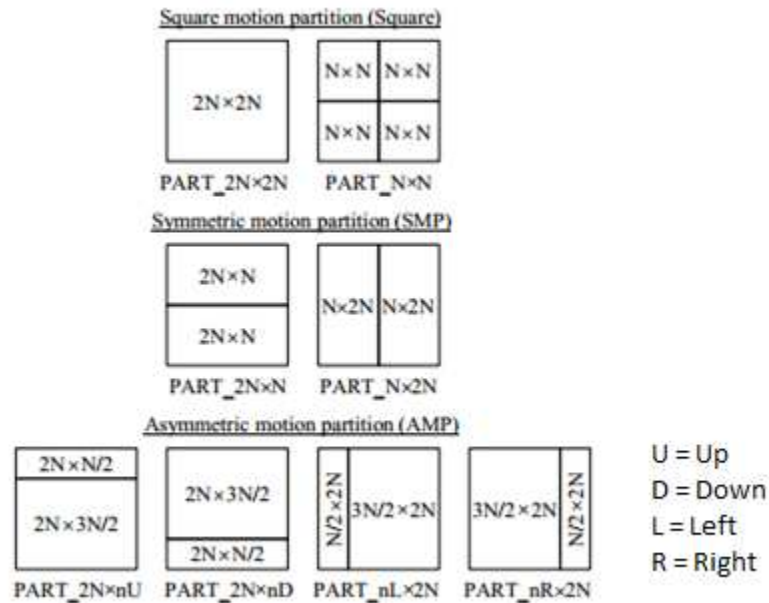 Square motion partition (Square)
2N×2N
N×N N×N
N×N N×N
PART_2N×2N PART_N×N
Symmetric motion partition (SMP)
2N×N
2N×N
N×2N N×2N
PART_2N×N PART_N×2N
Asymmetric motion partition (AMP)
2N×N/2
2N×3N/2
2N×3N/2
2N×N/2
N/2×2N
3N/2×2N
3N/2×2N
N/2×2N
PART_2N×nU PART_2N×nD PART_nL×2N PART_nR×2N
U = Up
D = Down
L = Left
R = Right